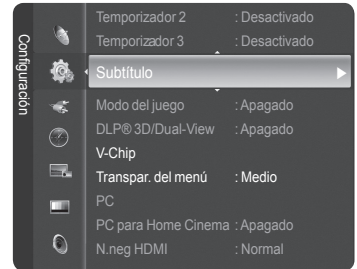 Configuración
Temporizador 2 : Desactivado
Temporizador 3 : Desactivado
Subtítulo
Modo del juego : Apagado
DLP® 3D/Dual-View : Apagado
V-Chip
Transpar. del menú : Medio
PC
PC para Home Cinema : Apagado
N.neg HDMI : Normal